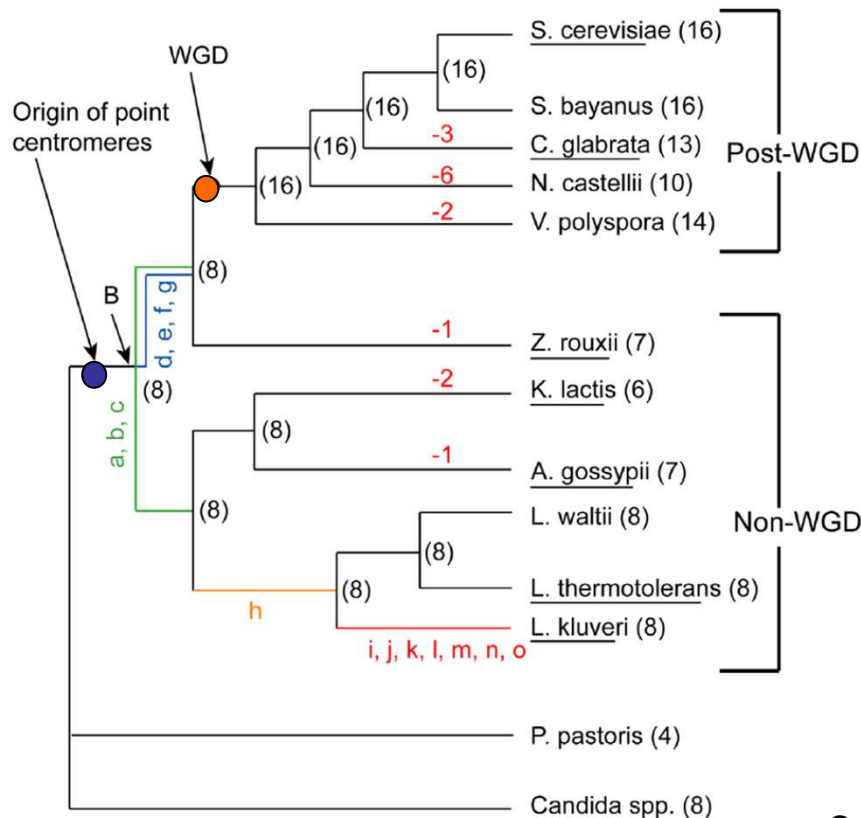 S. cerevisiae (16)
WGD
(16)
Origin of point
centromeres
(16)
S. bayanus (16)
-3
(16)
C. glabrata (13)
Post-WGD
-6
(16)
N. castellii (10)
-2
V. polyspora (14)
(8)
B
d, e, f, g
-1
Z. rouxii (7)
(8)
-2
K. lactis (6)
a, b, c
(8)
-1
A. gossypii (7)
(8)
L. waltii (8)
Non-WGD
(8)
h
(8)
L. thermotolerans (8)
L. kluveri (8)
i, j, k, l, m, n, o
P. pastoris (4)
Candida spp. (8)